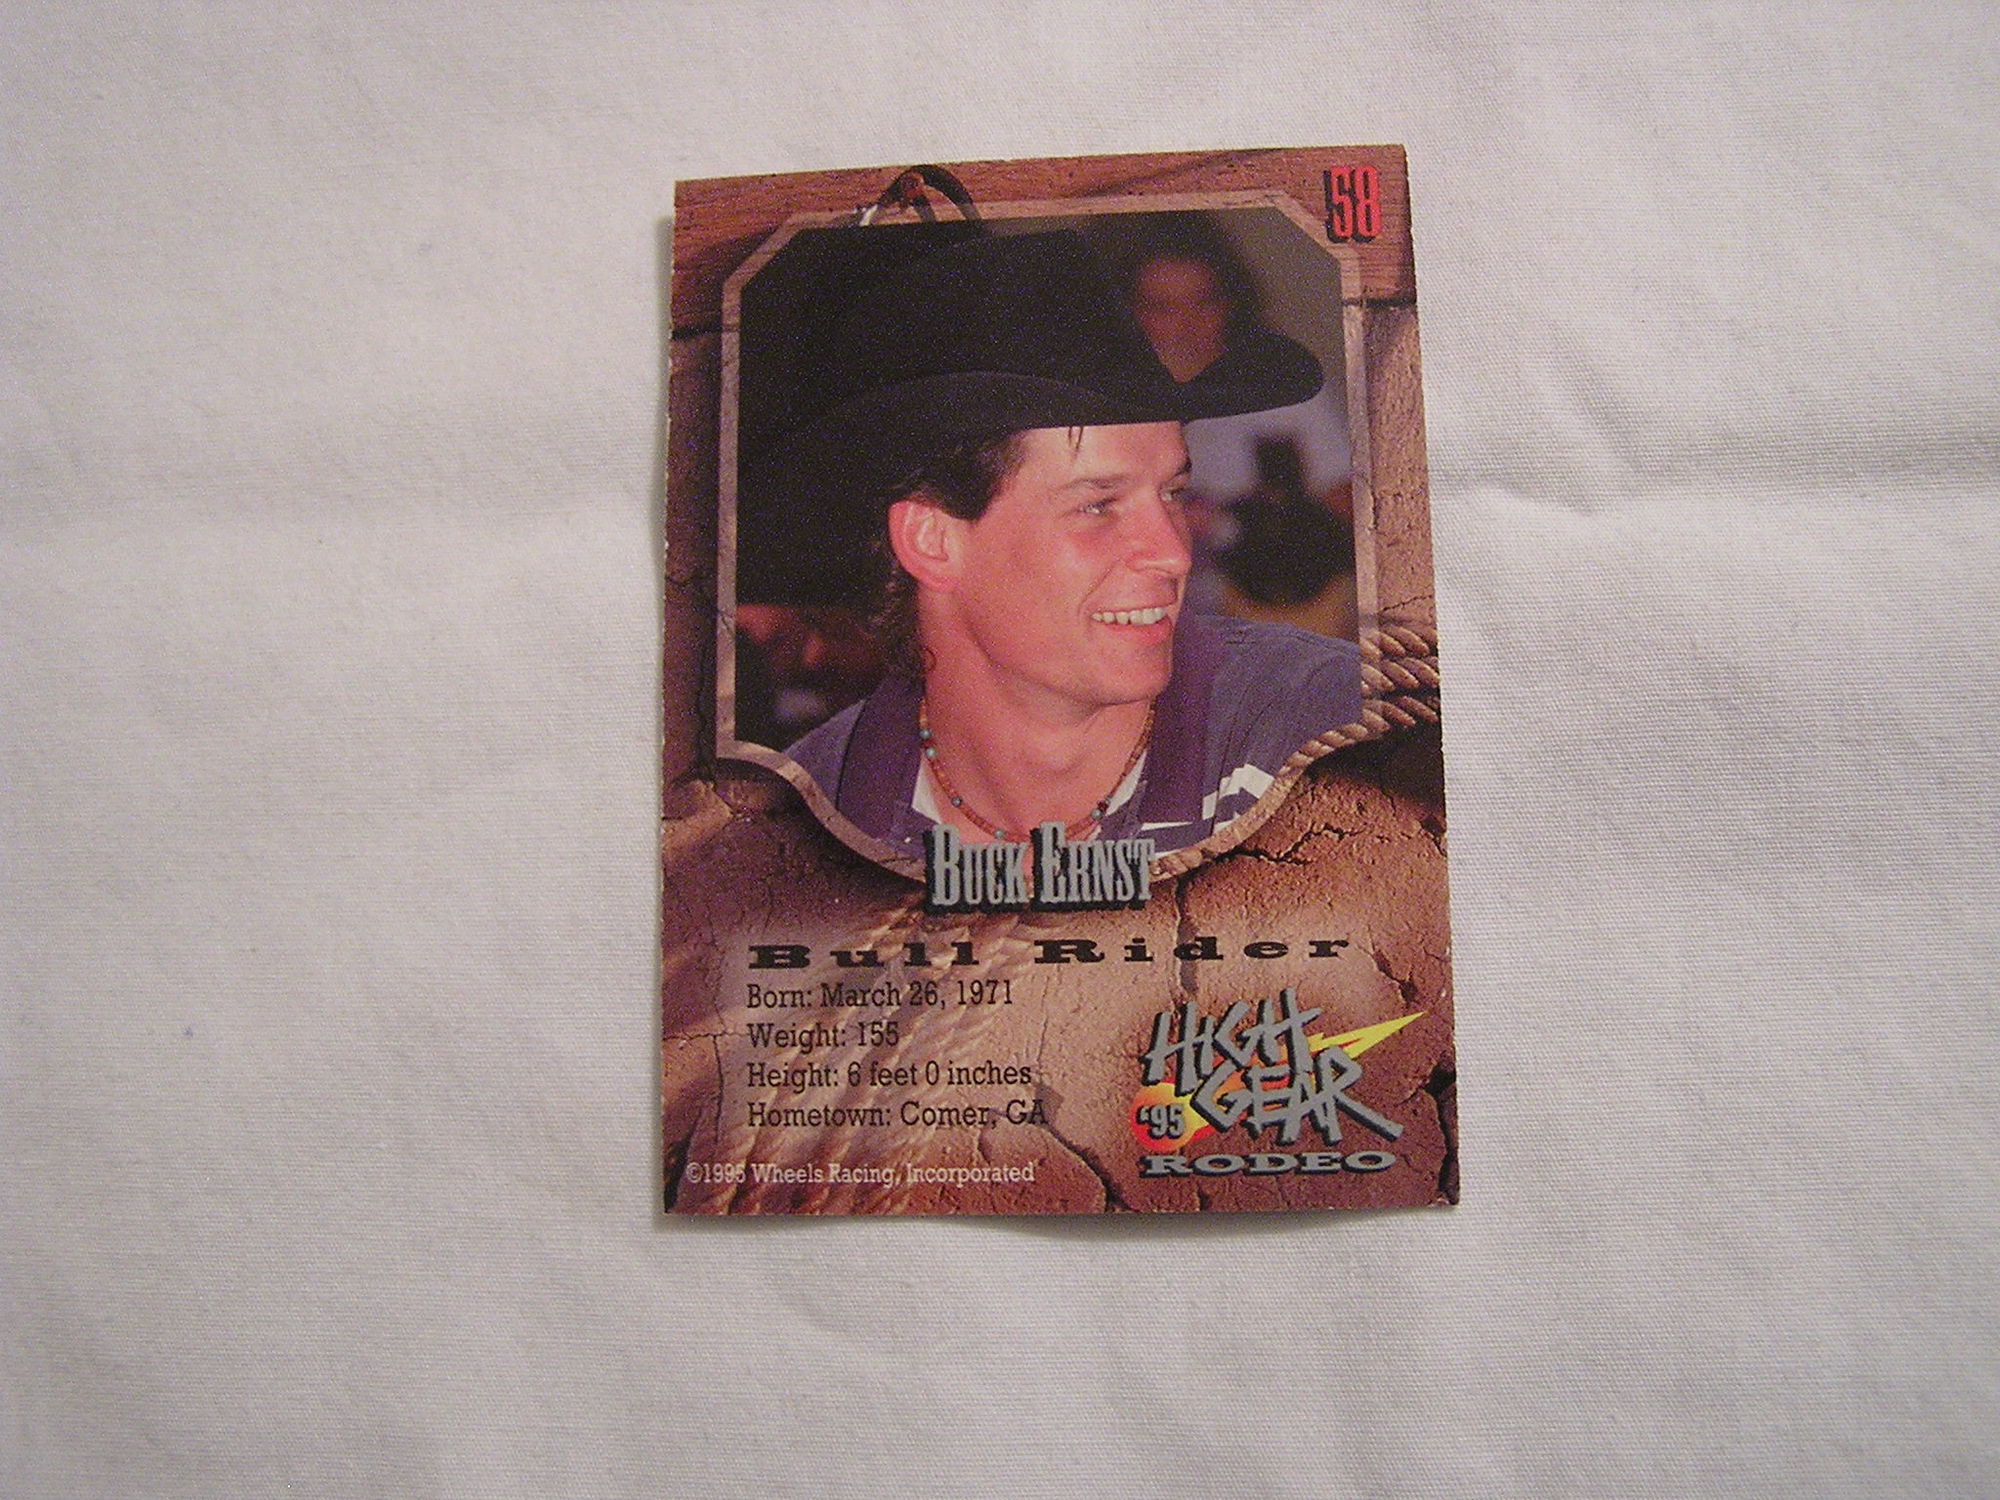 58
BUCK ERNST
Bull Rider
Born: March 26, 1971
Weight: 155
Height: 6 feet 0 inches
Hometown: Comer, GA
HIGH
GEAR
'95
RODEO
©1995 Wheels Racing, Incorporated